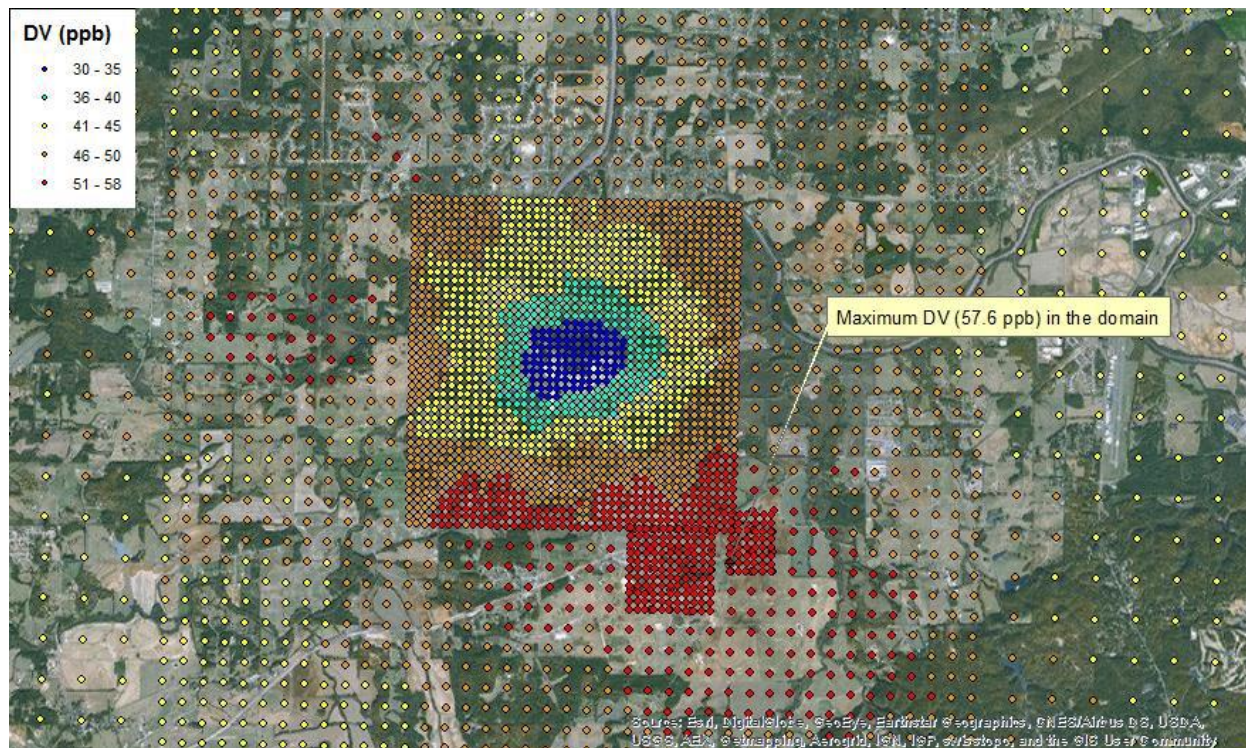 DV (ppb)
30 - 35
36 - 40
41 - 45
46 - 50
51 - 58
Maximum DV (57.6 ppb) in the domain
Source: Esri, DigitalGlobe, GeoEye, Earthstar Geographics, CNES/Airbus DS, USDA,
USGS, AEX, Getmapping, Aerogrid, IGN, IGP, swisstopo, and the GIS User Community